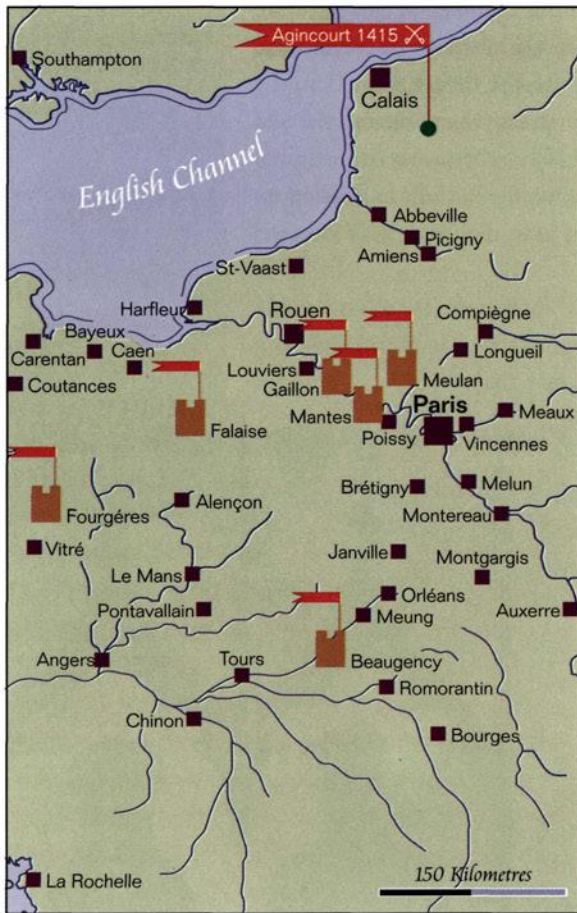 Agincourt 1415
Southampton
Calais
English Channel
Abbeville
Picigny
Amiens
St-Vaast
Harfleur
Rouen
Compiègne
Bayeux
Carentan
Caen
Longueil
Louviers
Coutances
Gaillon
Meulan
Mantes
Paris
Meaux
Falaise
Poissy
Vincennes
Brétigny
Melun
Alençon
Fourgéres
Montereau
Vitré
Janville
Montgargis
Le Mans
Orléans
Pontavallain
Meung
Auxerre
Angers
Tours
Beaugency
Romorantin
Chinon
Bourges
La Rochelle
150 Kilometres